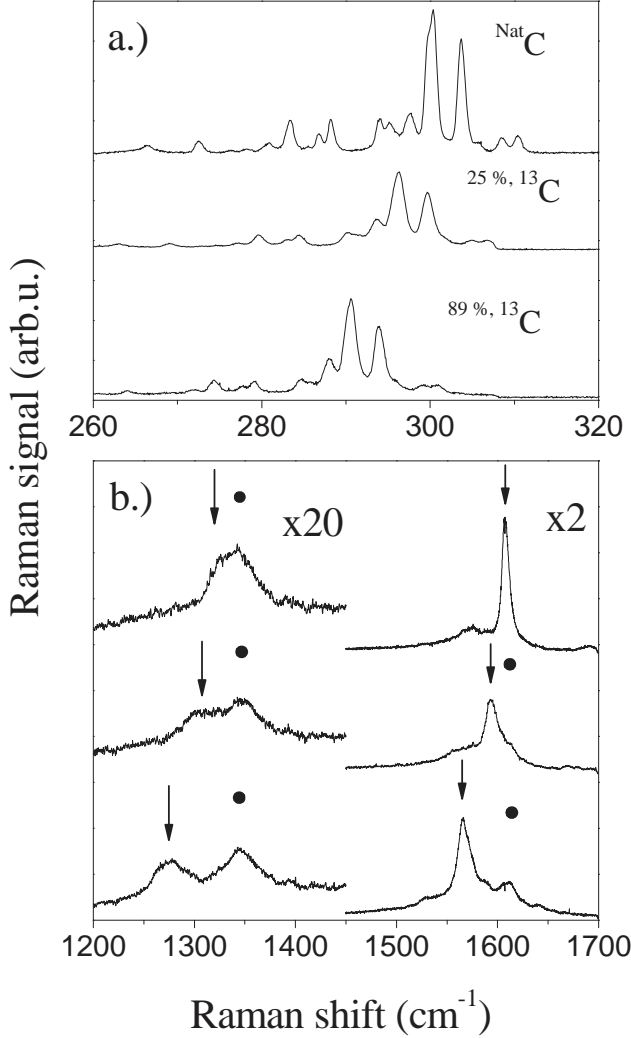 a.)
NatC
25 %, 13C
89 %, 13C
260 280 300 320
b.)
x20
x2
1200 1300 1400 1500 1600 1700
Raman shift (cm-1)
Raman signal (arb.u.)